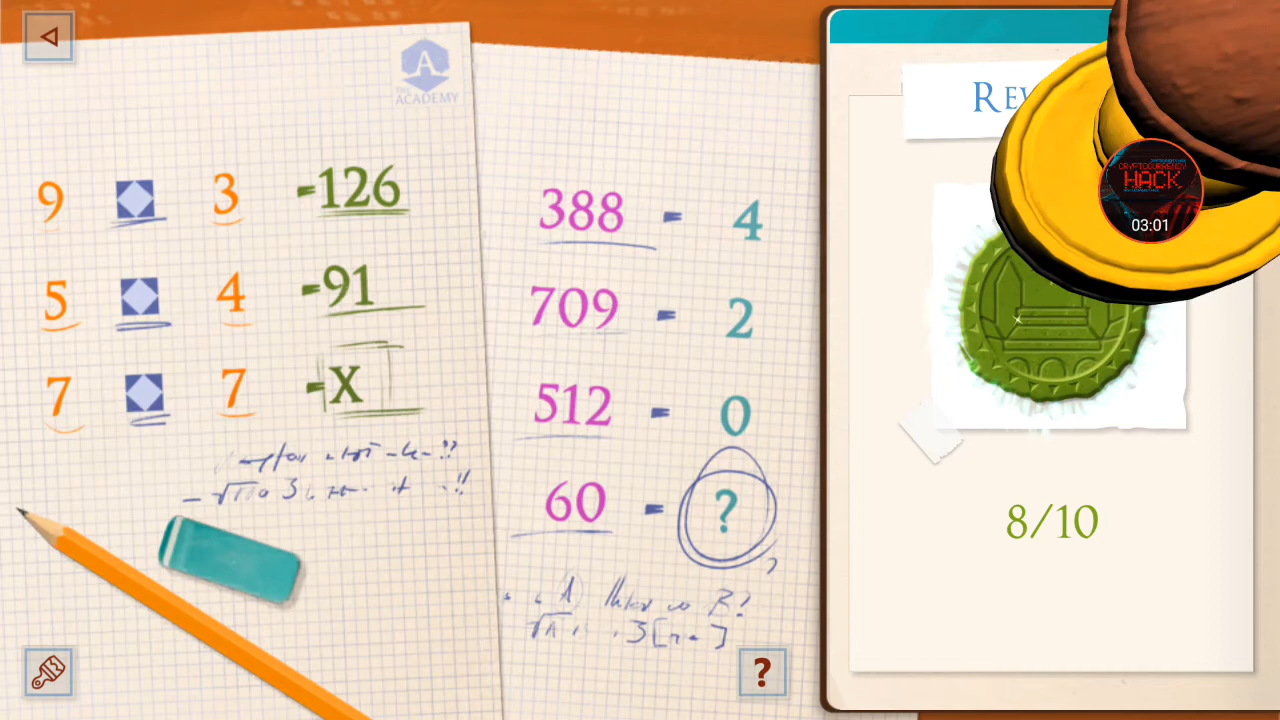 THE
ACADEMY
9 3 =126
5 4 =91
7 7 =X
388 = 4
709 = 2
512 = 0
60 = ?
?
CRYPTOCURRENCY
HACK
03:01
8/10